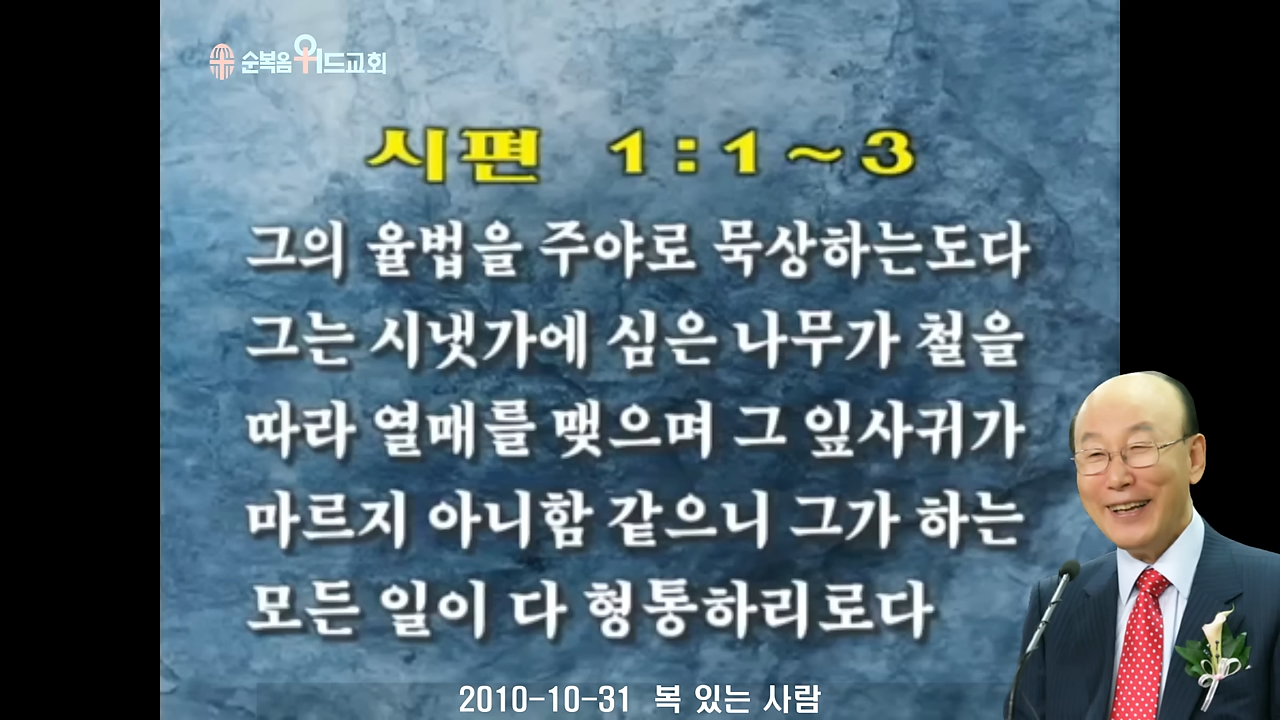 순복음워드교회
시편 1:1~3
그의 율법을 주야로 묵상하는도다
그는 시냇가에 심은 나무가 철을
따라 열매를 맺으며 그 잎사귀가
마르지 아니함 같으니 그가 하는
모든 일이 다 형통하리로다
2010-10-31 복 있는 사람